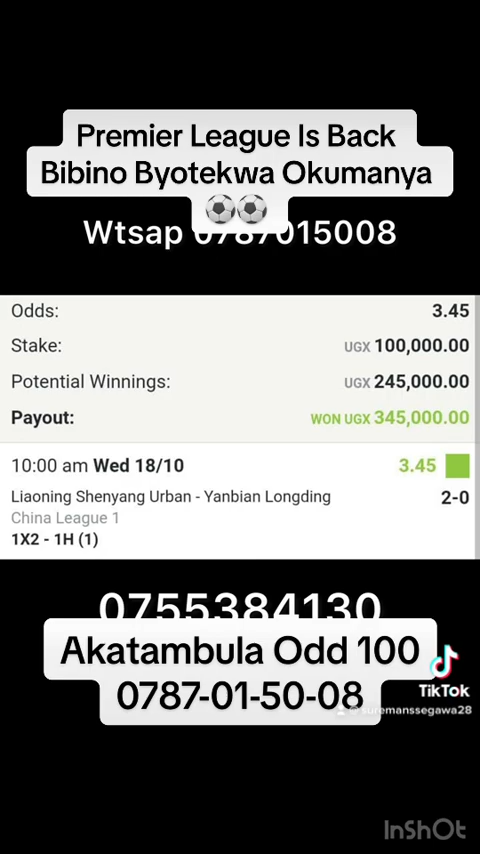 Premier League Is Back
Bibino Byotekwa Okumanya
⚽⚽
Wtsap 0787015008
Odds: 3.45
Stake: UGX 100,000.00
Potential Winnings: UGX 245,000.00
Payout: WON UGX 345,000.00
10:00 am Wed 18/10 3.45
Liaoning Shenyang Urban - Yanbian Longding 2-0
China League 1
1X2 - 1H (1)
0755384130
Akatambula Odd 100
0787-01-50-08
TikTok
@suremanssegawa28
InShOt